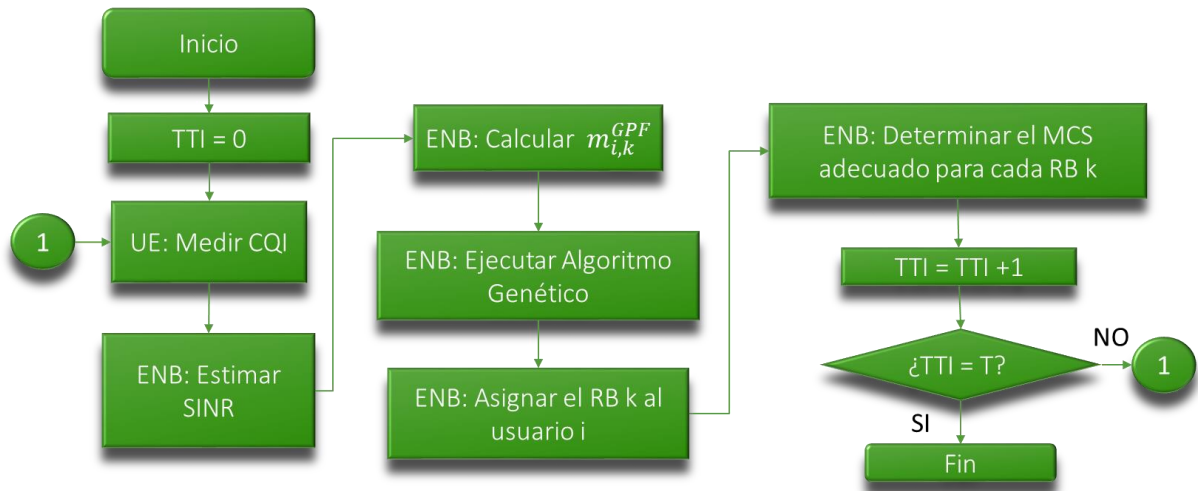 Inicio
TTI = 0
1
UE: Medir CQI
ENB: Estimar
SINR
ENB: Calcular $m_{i,k}^{GPF}$
ENB: Ejecutar Algoritmo
Genético
ENB: Asignar el RB k al
usuario i
ENB: Determinar el MCS
adecuado para cada RB k
TTI = TTI +1
¿TTI = T?
NO
1
SI
Fin